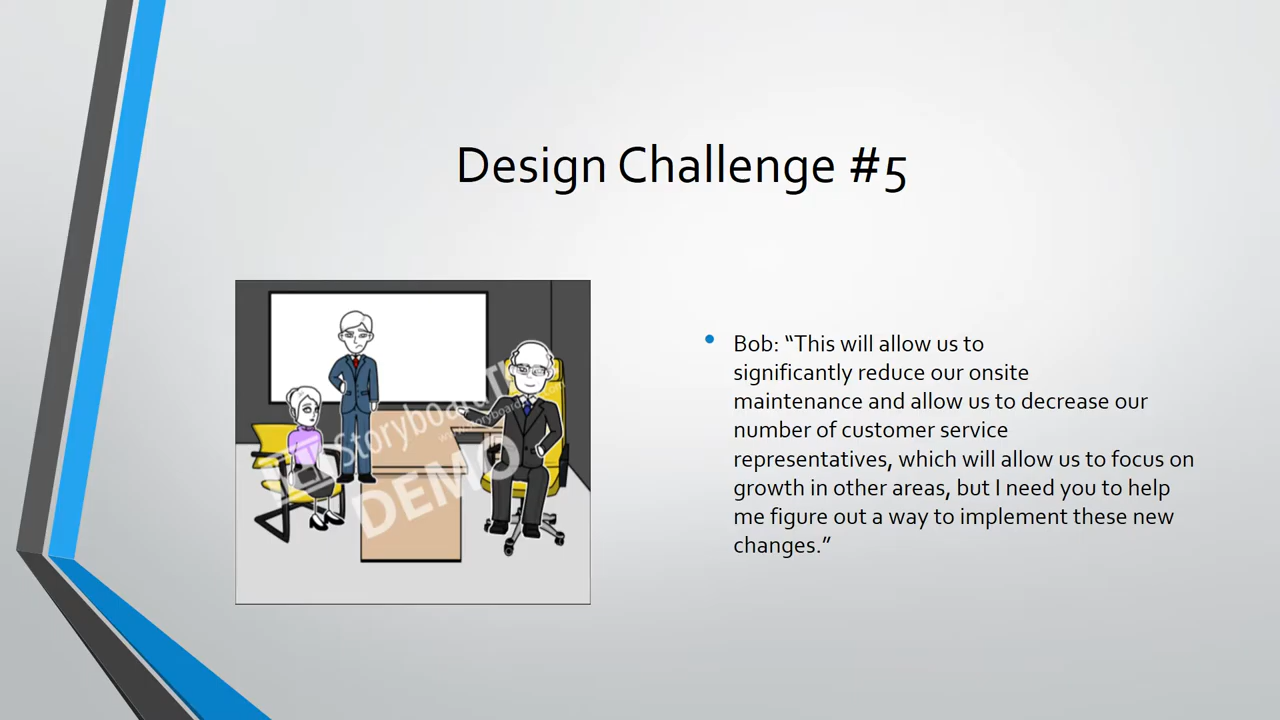 Design Challenge #5
Bob: “This will allow us to
significantly reduce our onsite
maintenance and allow us to decrease our
number of customer service
representatives, which will allow us to focus on
growth in other areas, but I need you to help
me figure out a way to implement these new
changes.”
StoryboardTh
DEMO